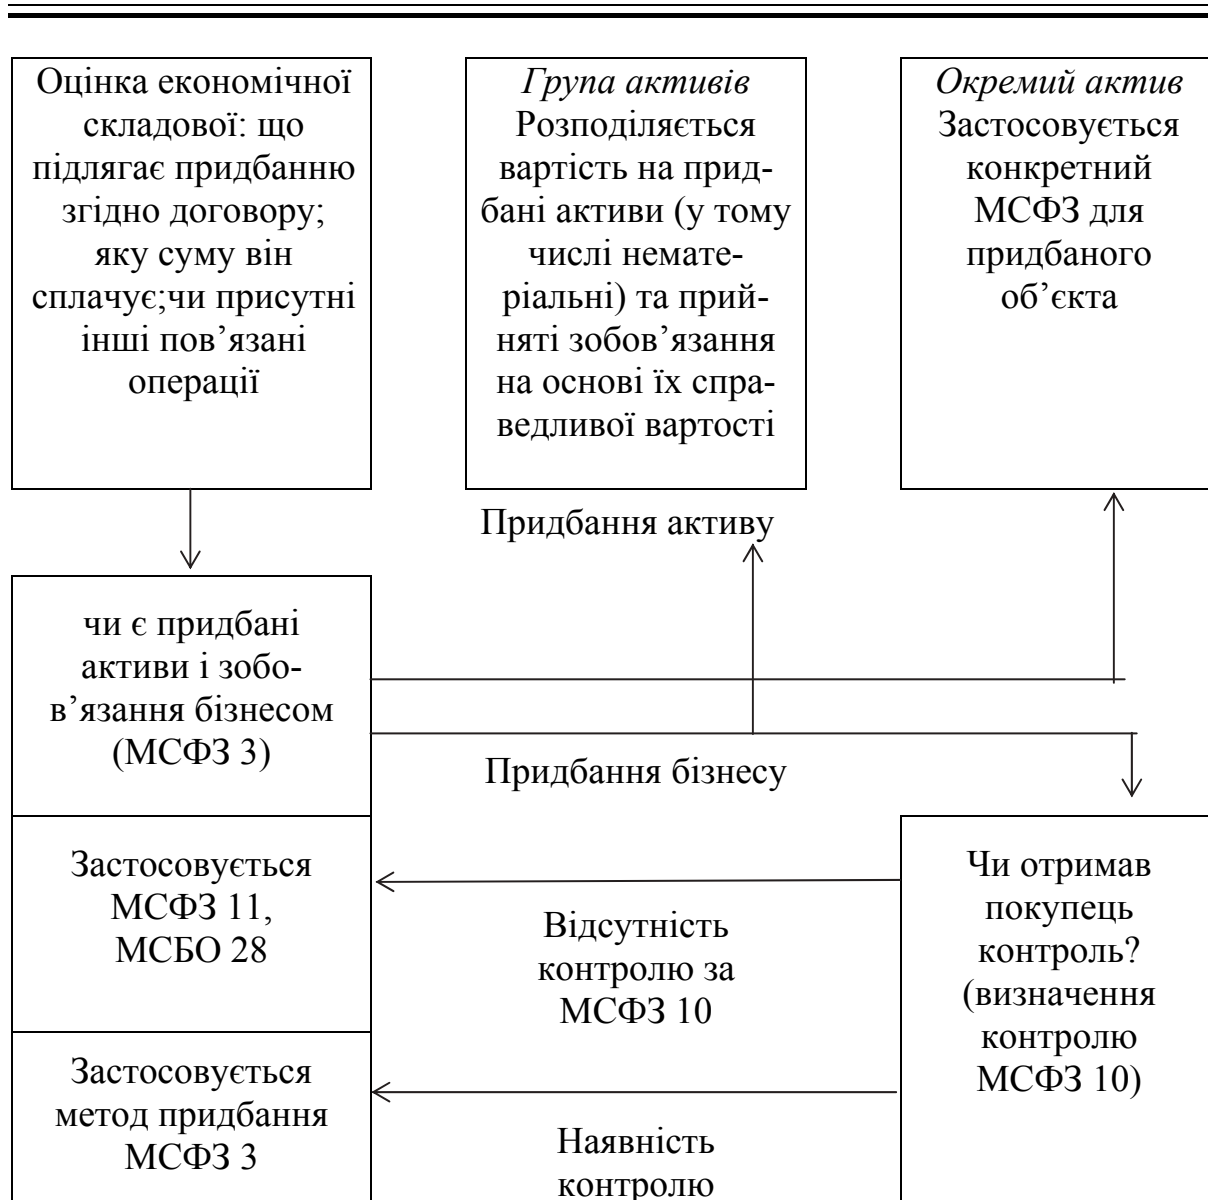 Оцінка економічної
складової: що
підлягає придбанню
згідно договору;
яку суму він
сплачує;чи присутні
інші пов’язані
операції
Група активів
Розподіляється
вартість на прид-
бані активи (у тому
числі немате-
ріальні) та прий-
няті зобов’язання
на основі їх спра-
ведливої вартості
Окремий актив
Застосовується
конкретний
МСФЗ для
придбаного
об’єкта
Придбання активу
чи є придбані
активи і зобо-
в’язання бізнесом
(МСФЗ 3)
Придбання бізнесу
Застосовується
МСФЗ 11,
МСБО 28
Відсутність
контролю за
МСФЗ 10
Чи отримав
покупець
контроль?
(визначення
контролю
МСФЗ 10)
Застосовується
метод придбання
МСФЗ 3
Наявність
контролю